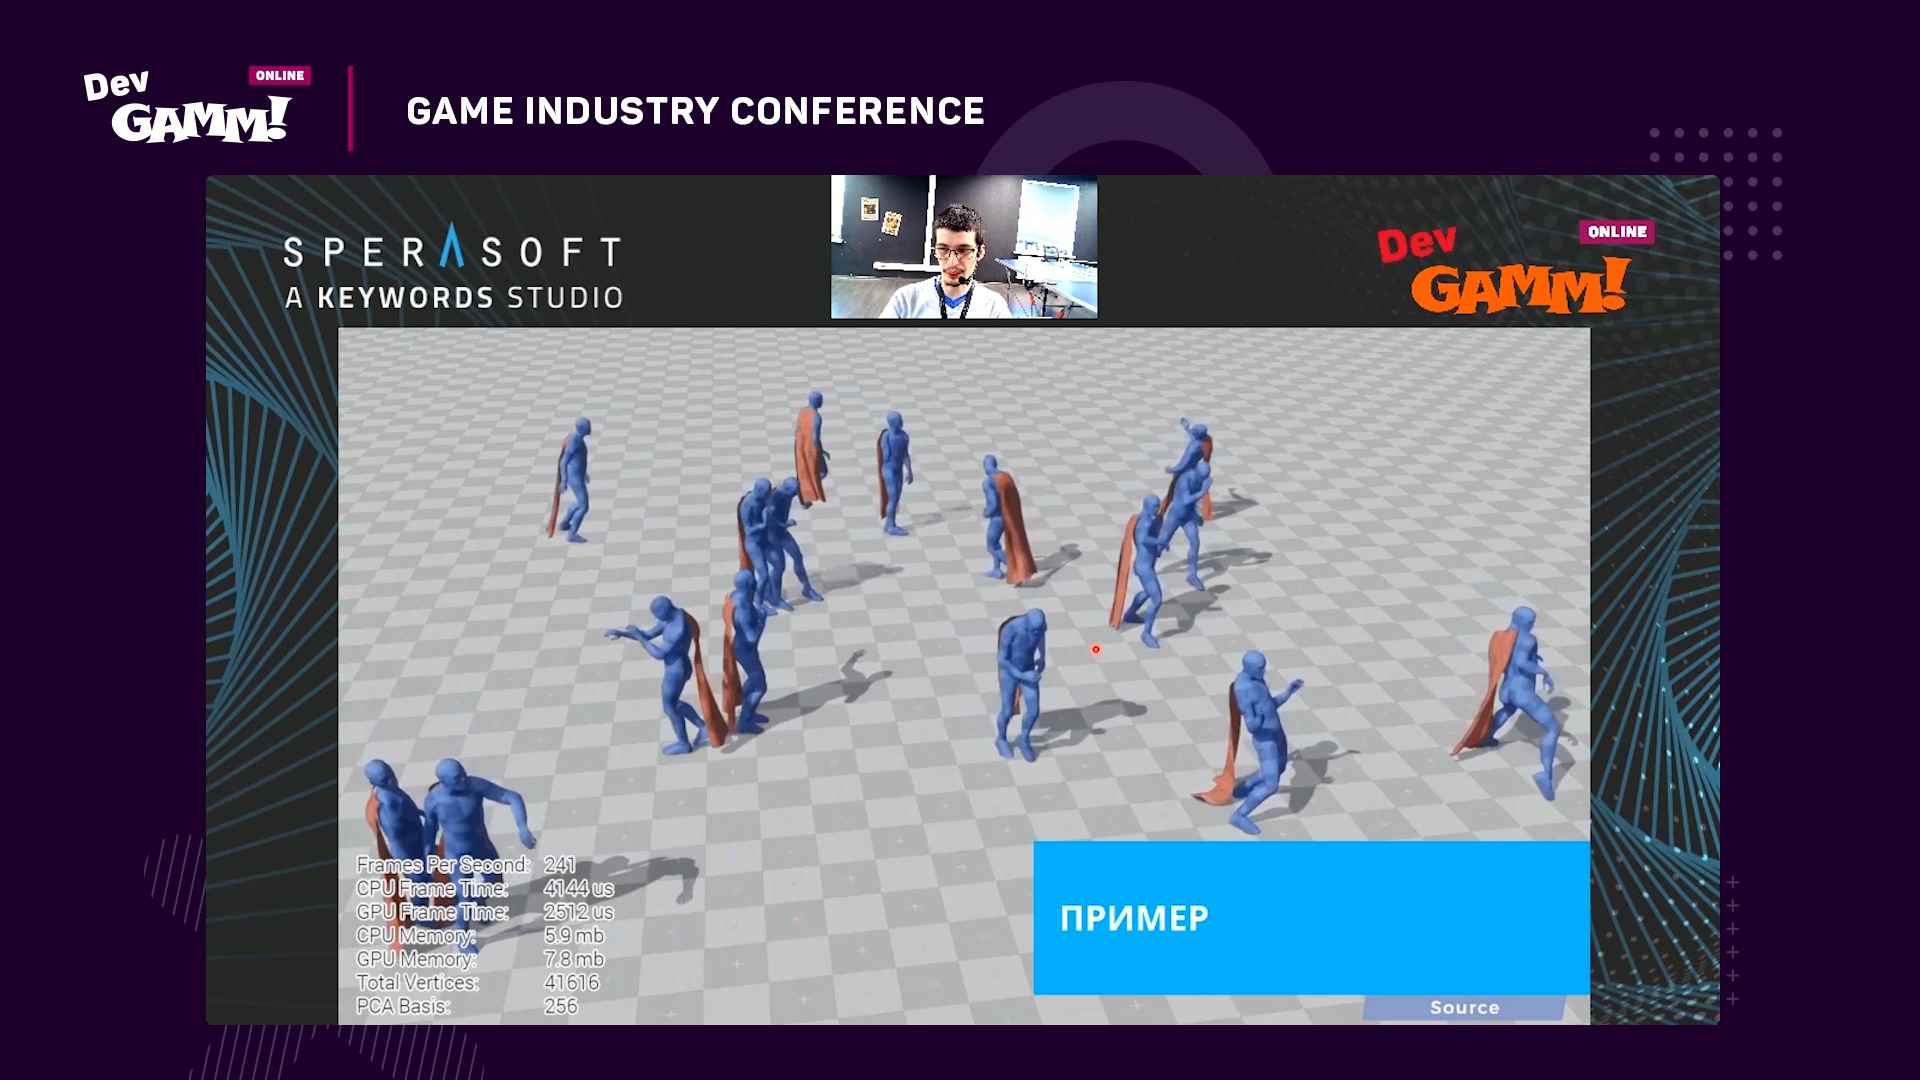 Dev
GAMM!
ONLINE
GAME INDUSTRY CONFERENCE
SPERASOFT
A KEYWORDS STUDIO
Dev
GAMM!
ONLINE
Frames Per Second: 241
CPU Frame Time: 4144 us
GPU Frame Time: 2512 us
CPU Memory: 5.9 mb
GPU Memory: 7.8 mb
Total Vertices: 41616
PCA Basis: 256
ПРИМЕР
Source